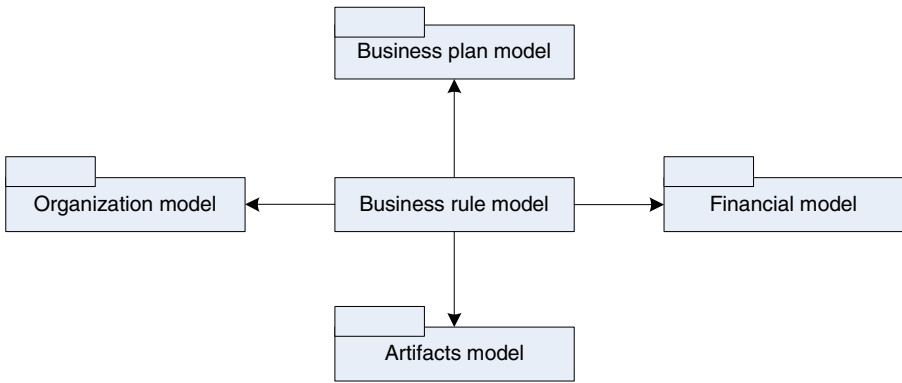 Business plan model
Organization model
Business rule model
Financial model
Artifacts model